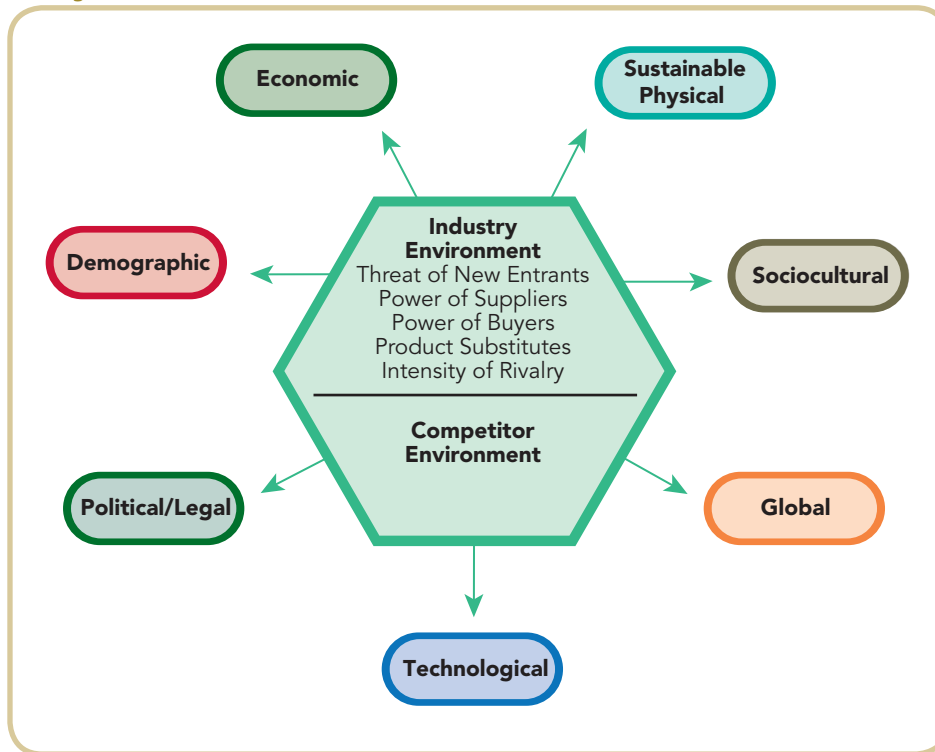 Economic
Sustainable
Physical
Demographic
Industry
Environment
Threat of New Entrants
Power of Suppliers
Power of Buyers
Product Substitutes
Intensity of Rivalry
Sociocultural
Competitor
Environment
Political/Legal
Global
Technological